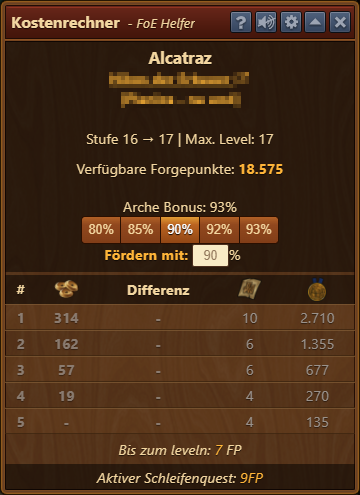 Kostenrechner - FoE Helfer
?
Alcatraz
Stufe 16 → 17 | Max. Level: 17
Verfügbare Forgepunkte: 18.575
Arche Bonus: 93%
80% 85% 90% 92% 93%
Fördern mit: 90 %
# Differenz
1 314 - 10 2.710
2 162 - 6 1.355
3 57 - 6 677
4 19 - 4 270
5 - - 4 135
Bis zum leveln: 7 FP
Aktiver Schleifenquest: 9FP